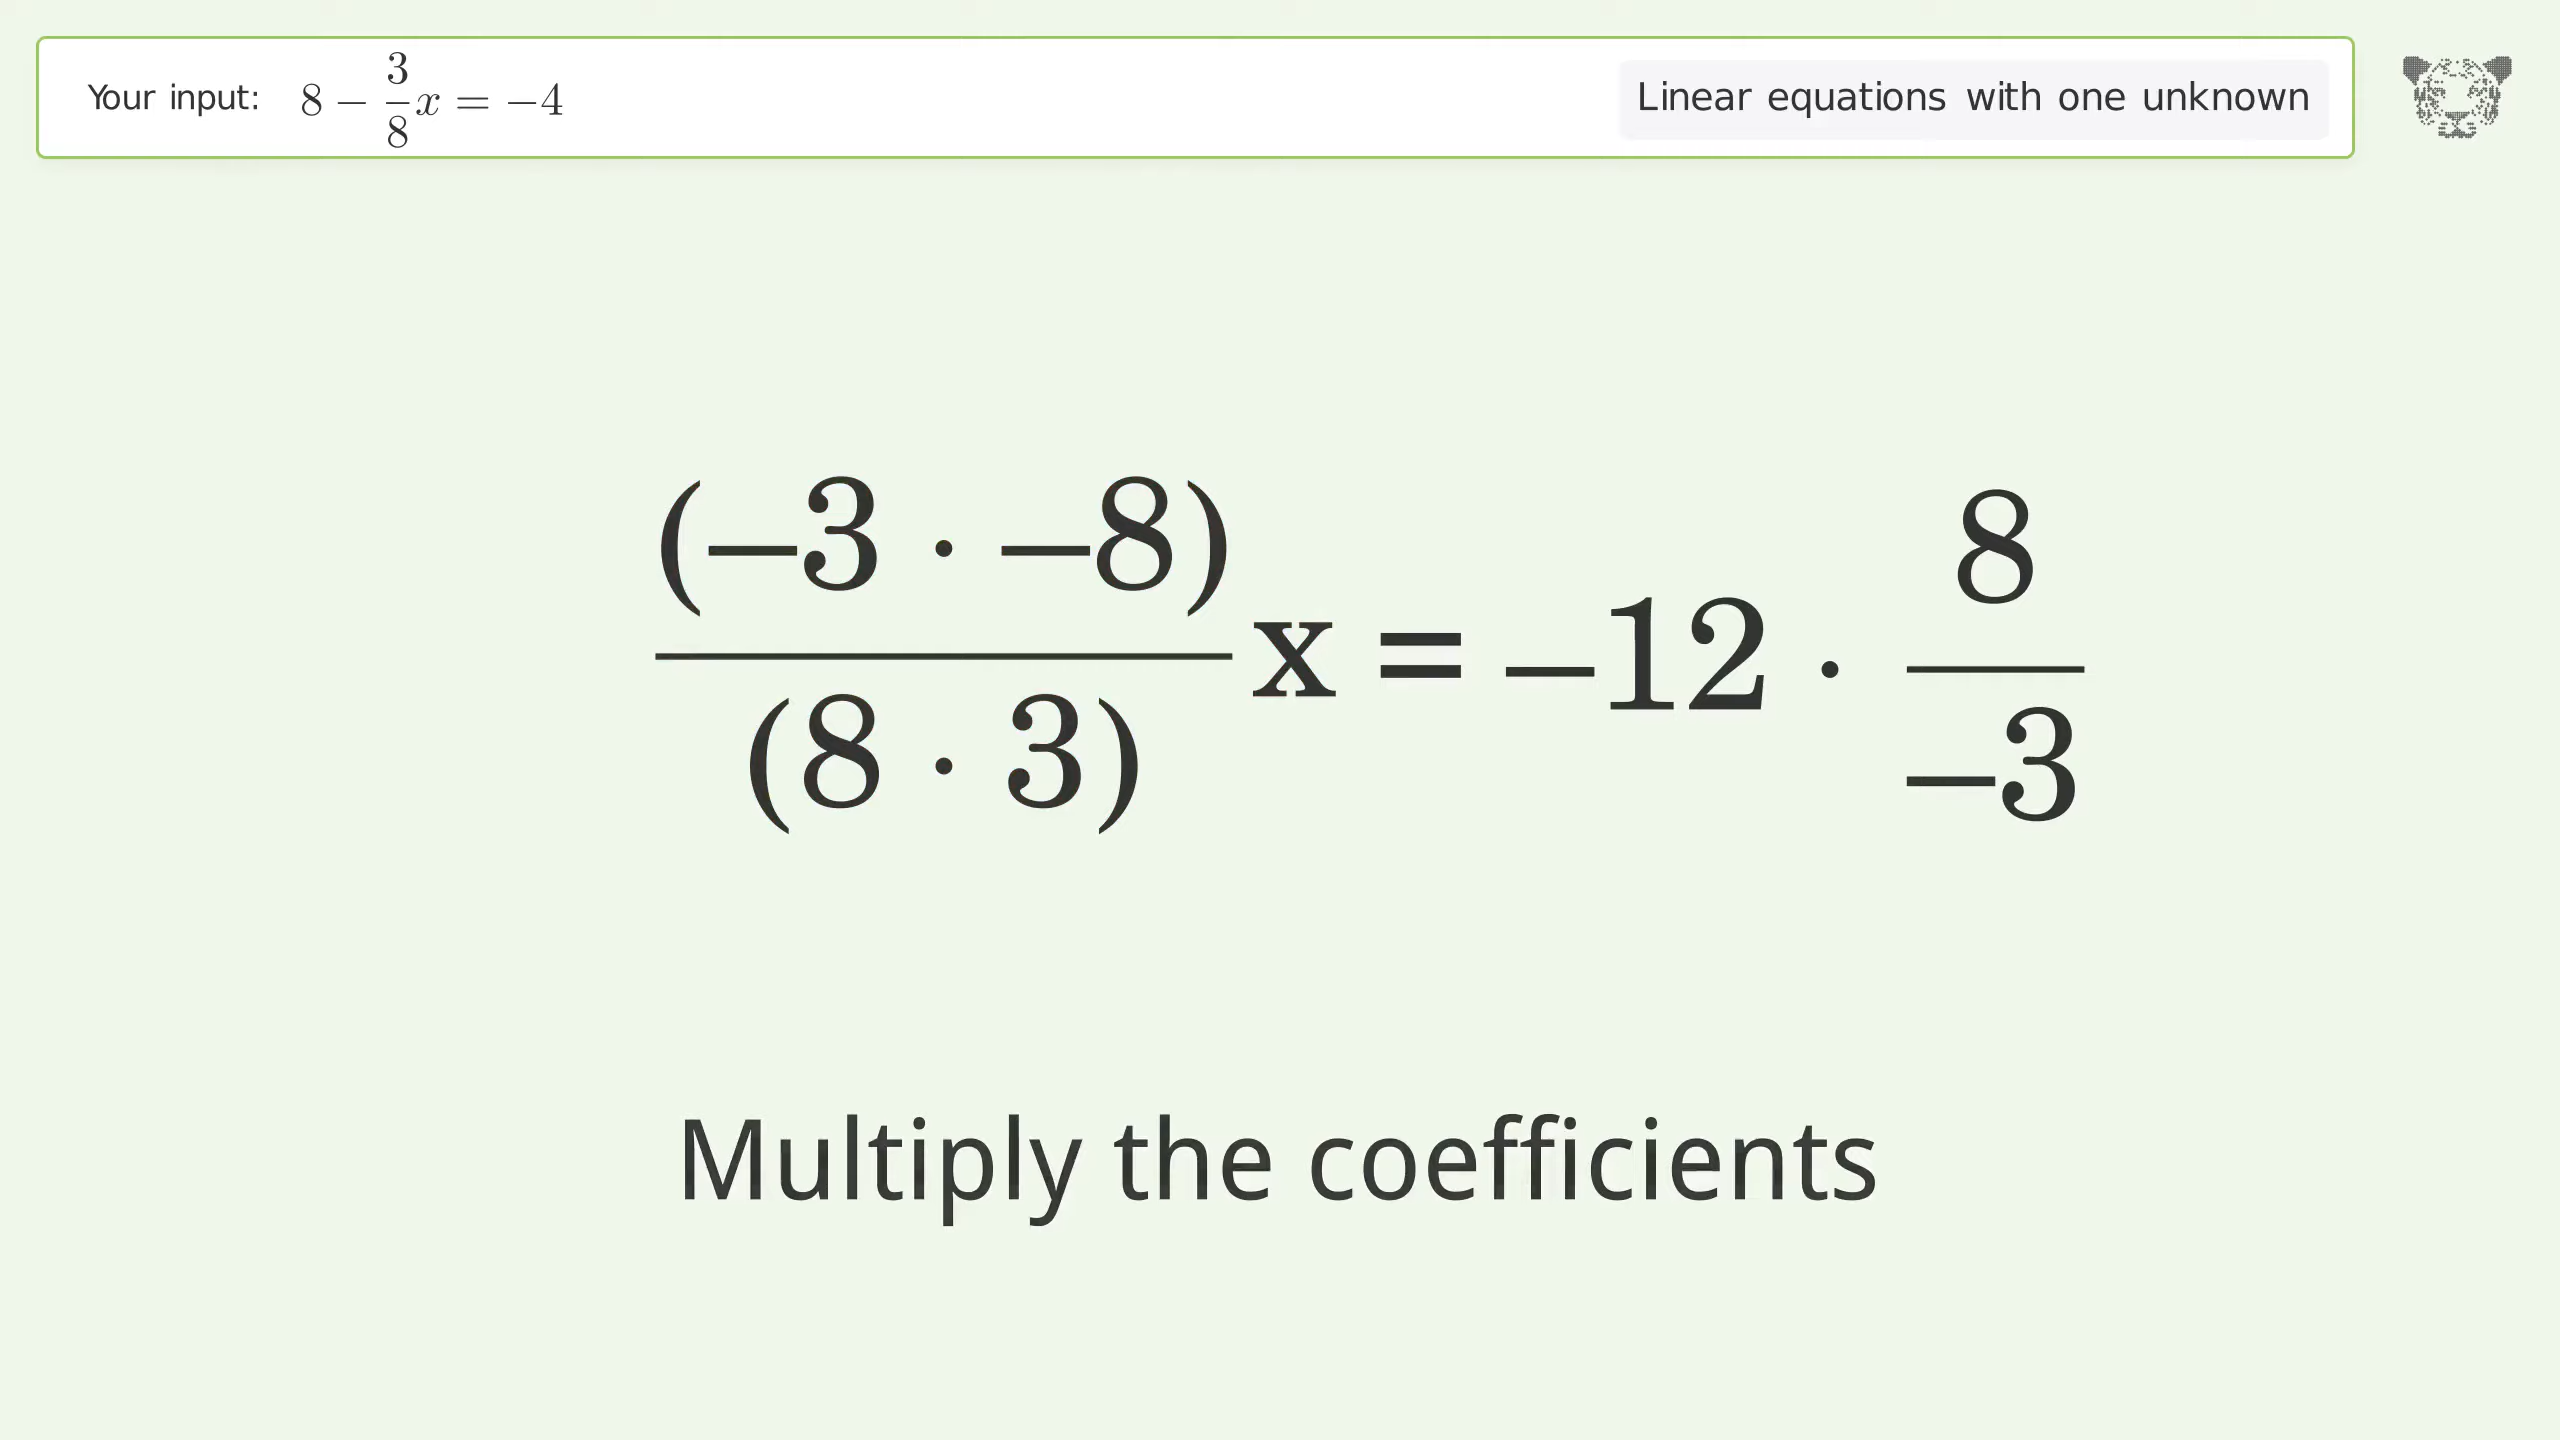 Your input: 8 − 3/8 x = −4
Linear equations with one unknown
(−3 · −8)/(8 · 3) x = −12 · 8/−3
Multiply the coefficients